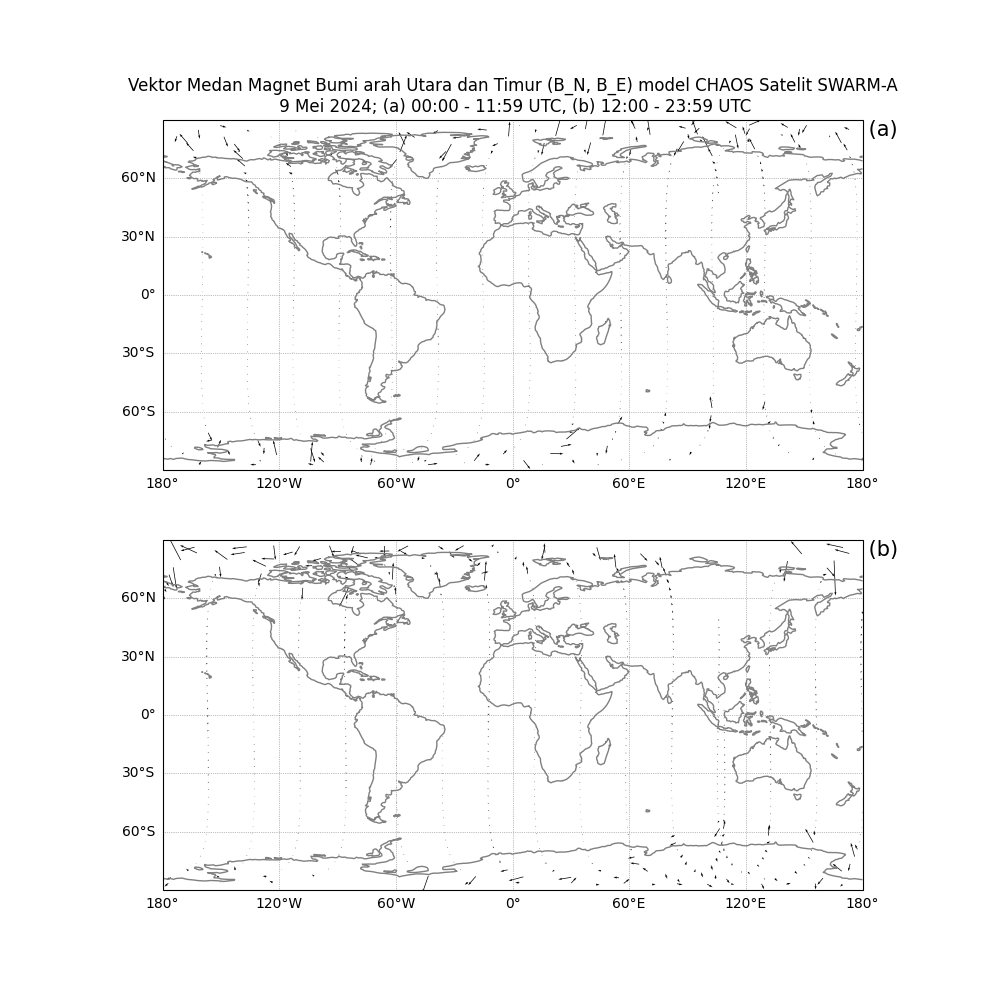 Vektor Medan Magnet Bumi arah Utara dan Timur (B_N, B_E) model CHAOS Satelit SWARM-A
9 Mei 2024; (a) 00:00 - 11:59 UTC, (b) 12:00 - 23:59 UTC
(a)
60°N
30°N
0°
30°S
60°S
180° 120°W 60°W 0° 60°E 120°E 180°
(b)
60°N
30°N
0°
30°S
60°S
180° 120°W 60°W 0° 60°E 120°E 180°